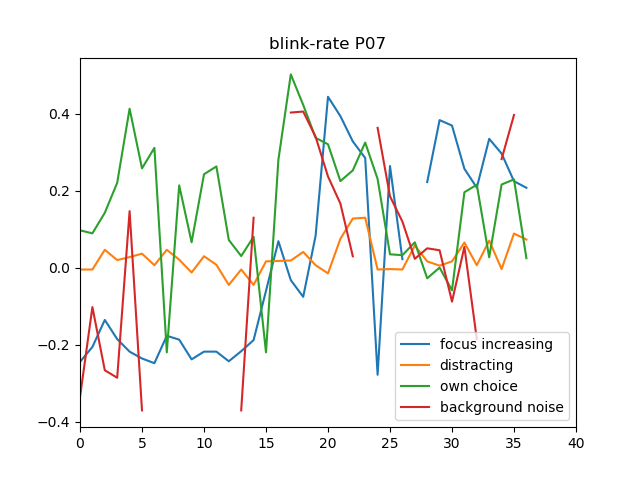 blink-rate P07
0.4
0.2
0.0
−0.2
−0.4
0 5 10 15 20 25 30 35 40
focus increasing
distracting
own choice
background noise